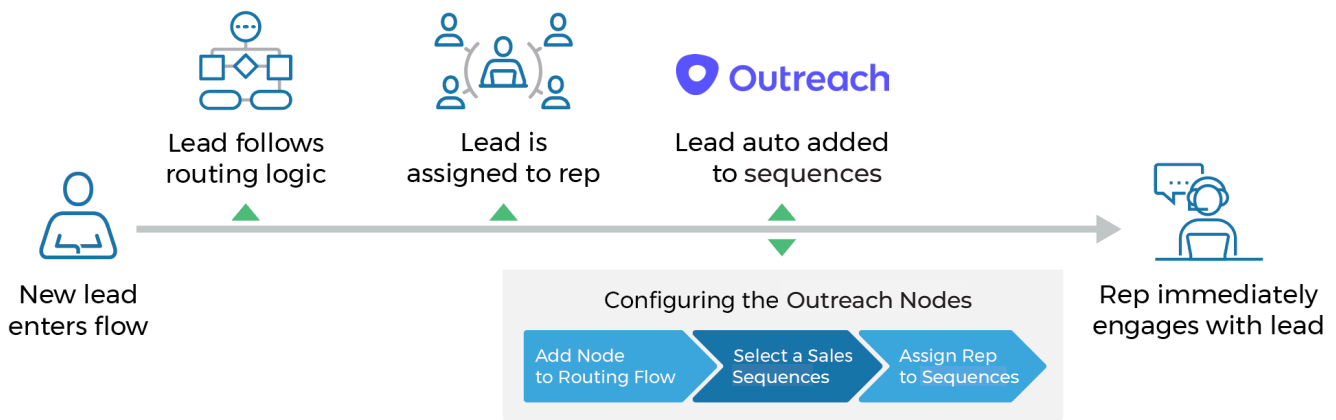 Outreach
Lead follows
routing logic
Lead is
assigned to rep
Lead auto added
to sequences
New lead
enters flow
Configuring the Outreach Nodes
Add Node
to Routing Flow
Select a Sales
Sequences
Assign Rep
to Sequences
Rep immediately
engages with lead